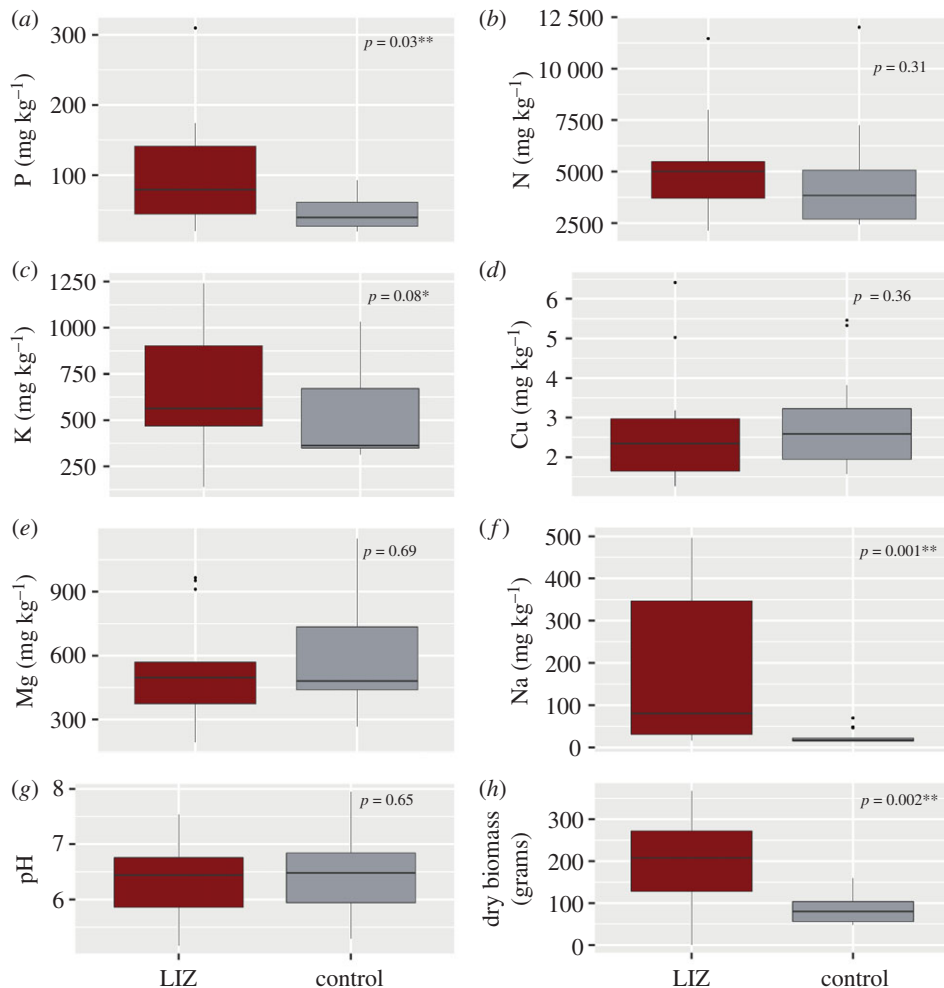 (a)
P (mg kg⁻¹)
300
200
100
p = 0.03**
(b)
N (mg kg⁻¹)
12 500
10 000
7500
5000
2500
p = 0.31
(c)
K (mg kg⁻¹)
1250
1000
750
500
250
p = 0.08*
(d)
Cu (mg kg⁻¹)
6
5
4
3
2
p = 0.36
(e)
Mg (mg kg⁻¹)
900
600
300
p = 0.69
(f)
Na (mg kg⁻¹)
500
400
300
200
100
0
p = 0.001**
(g)
pH
8
7
6
p = 0.65
LIZ
control
(h)
dry biomass
(grams)
300
200
100
0
p = 0.002**
LIZ
control